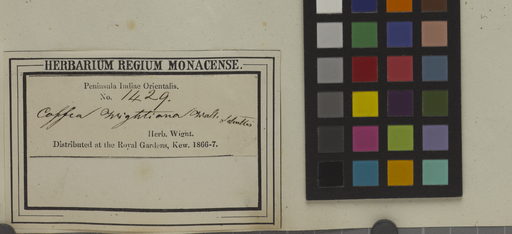 HERBARIUM REGIUM MONACENSE.
Peninsula Indiae Orientalis.
No. 1429.
Coffea Wightiana Wall.
Herb. Wight.
Distributed at the Royal Gardens, Kew. 1866-7.